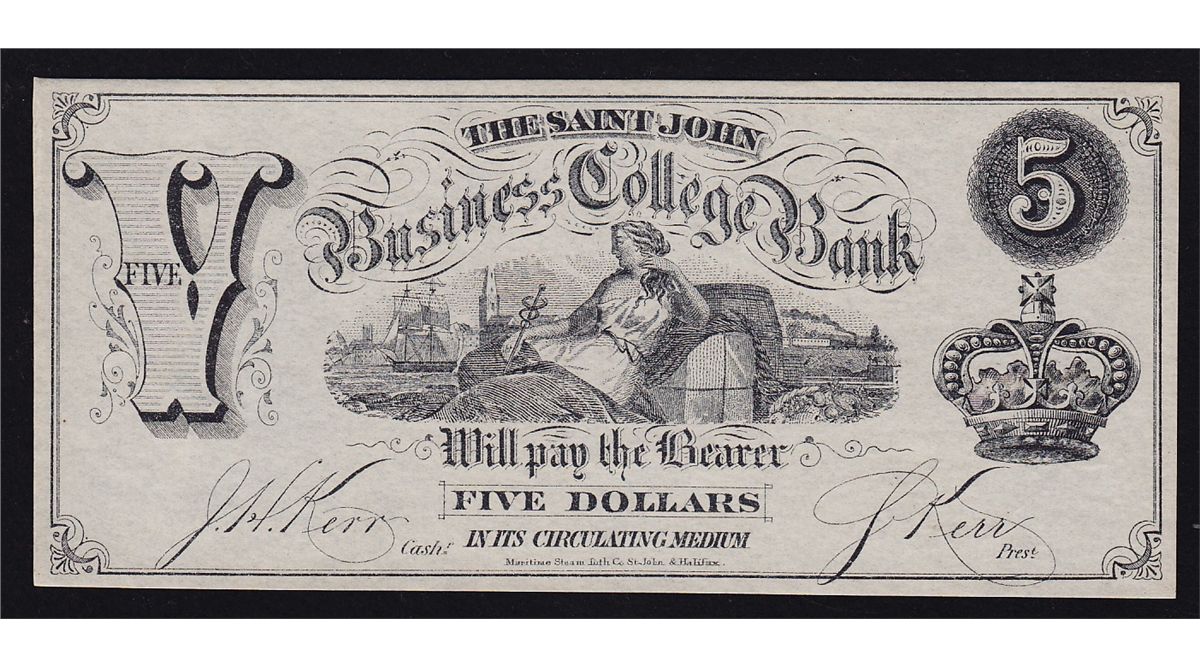 THE SAINT JOHN
Business College Bank
5
V
FIVE
Will pay the Bearer
FIVE DOLLARS
IN ITS CIRCULATING MEDIUM
J. H. Kerr Cashr.
S. Kerr Prest.
Maritime Steam Lith Co St. John & Halifax.